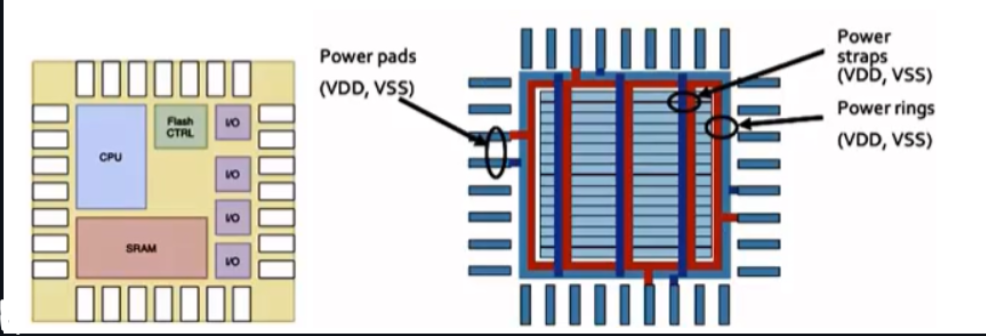 CPU
Flash
CTRL
I/O
I/O
I/O
I/O
SRAM
Power pads
(VDD, VSS)
Power
straps
(VDD, VSS)
Power rings
(VDD, VSS)